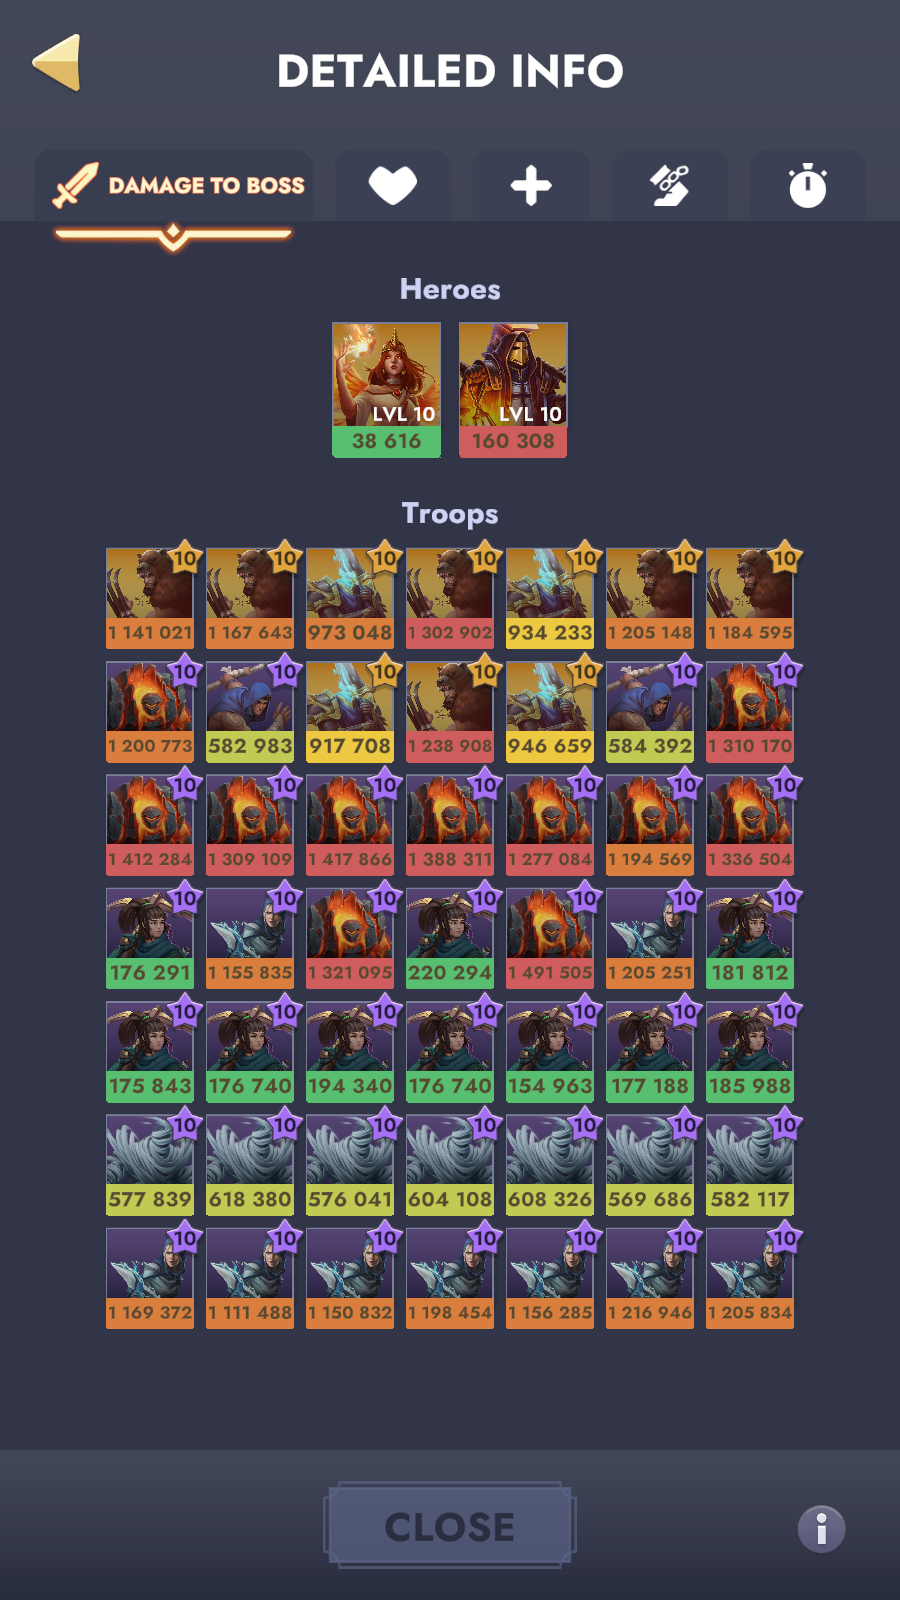 DETAILED INFO
DAMAGE TO BOSS
Heroes
LVL 10 LVL 10
38 616 160 308
Troops
10 10 10 10 10 10 10
1 141 021 1 167 643 973 048 1 302 902 934 233 1 205 148 1 184 595
10 10 10 10 10 10 10
1 200 773 582 983 917 708 1 238 908 946 659 584 392 1 310 170
10 10 10 10 10 10 10
1 412 284 1 309 109 1 417 866 1 388 311 1 277 084 1 194 569 1 336 504
10 10 10 10 10 10 10
176 291 1 155 835 1 321 095 220 294 1 491 505 1 205 251 181 812
10 10 10 10 10 10 10
175 843 176 740 194 340 176 740 154 963 177 188 185 988
10 10 10 10 10 10 10
577 839 618 380 576 041 604 108 608 326 569 686 582 117
10 10 10 10 10 10 10
1 169 372 1 111 488 1 150 832 1 198 454 1 156 285 1 216 946 1 205 834
CLOSE
i